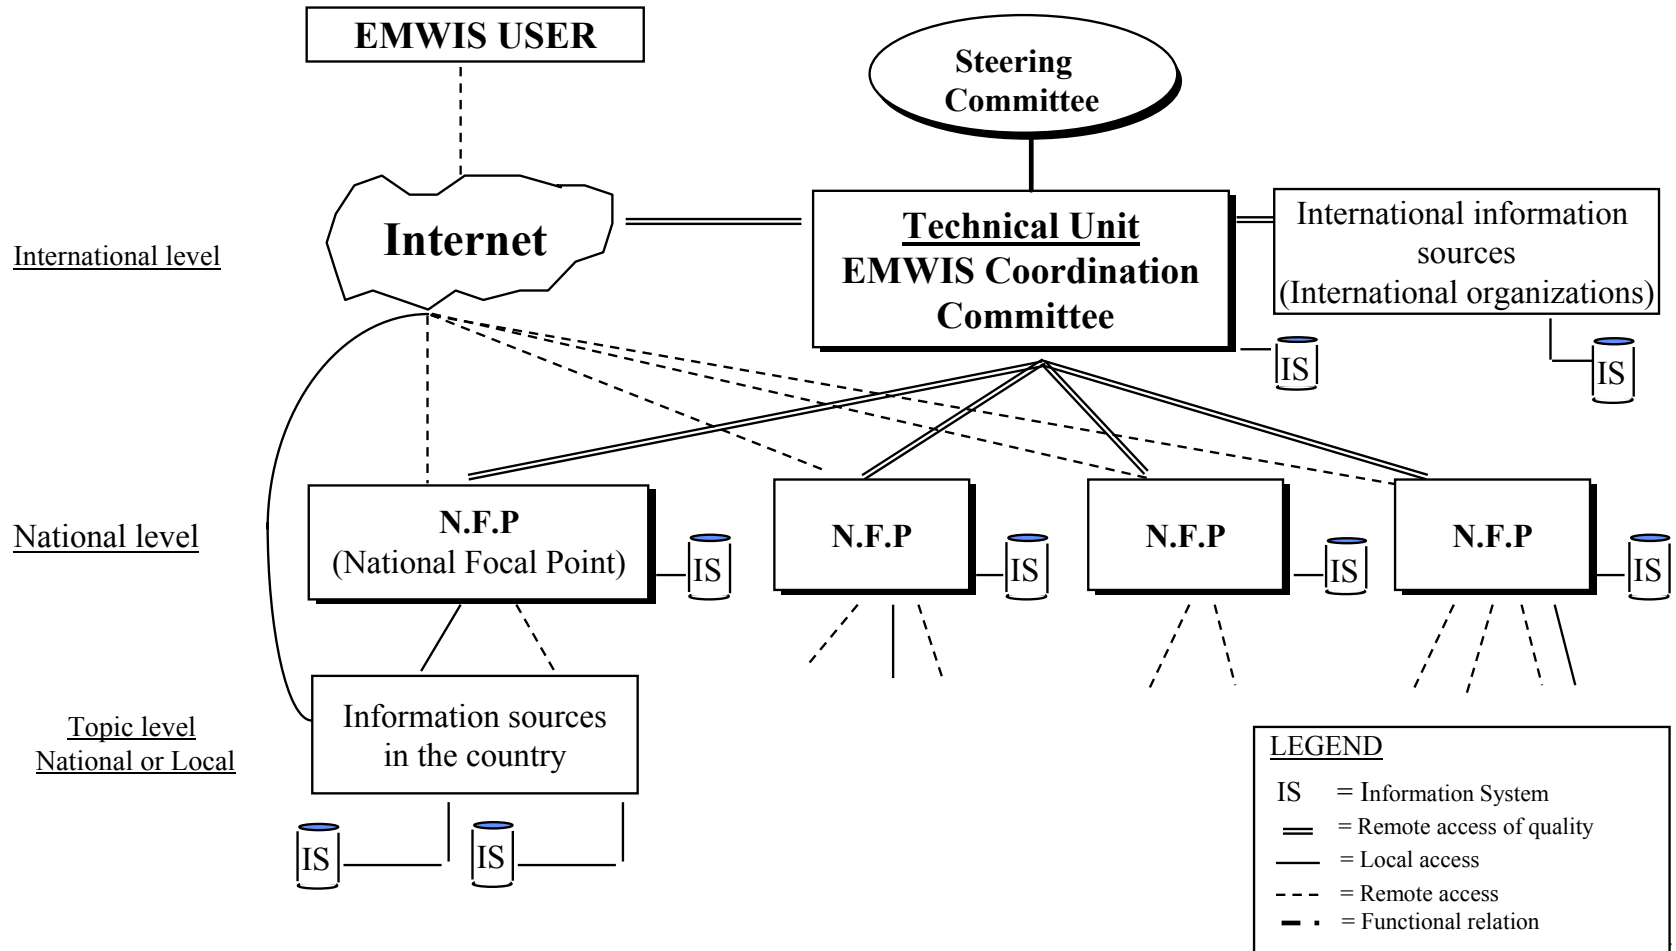 EMWIS USER
Steering
Committee
Internet
Technical Unit
EMWIS Coordination
Committee
International information
sources
(International organizations)
International level
IS
IS
National level
N.F.P
(National Focal Point)
IS
N.F.P
IS
N.F.P
IS
N.F.P
IS
Topic level
National or Local
Information sources
in the country
IS
IS
LEGEND
IS = Information System
= Remote access of quality
= Local access
= Remote access
= Functional relation